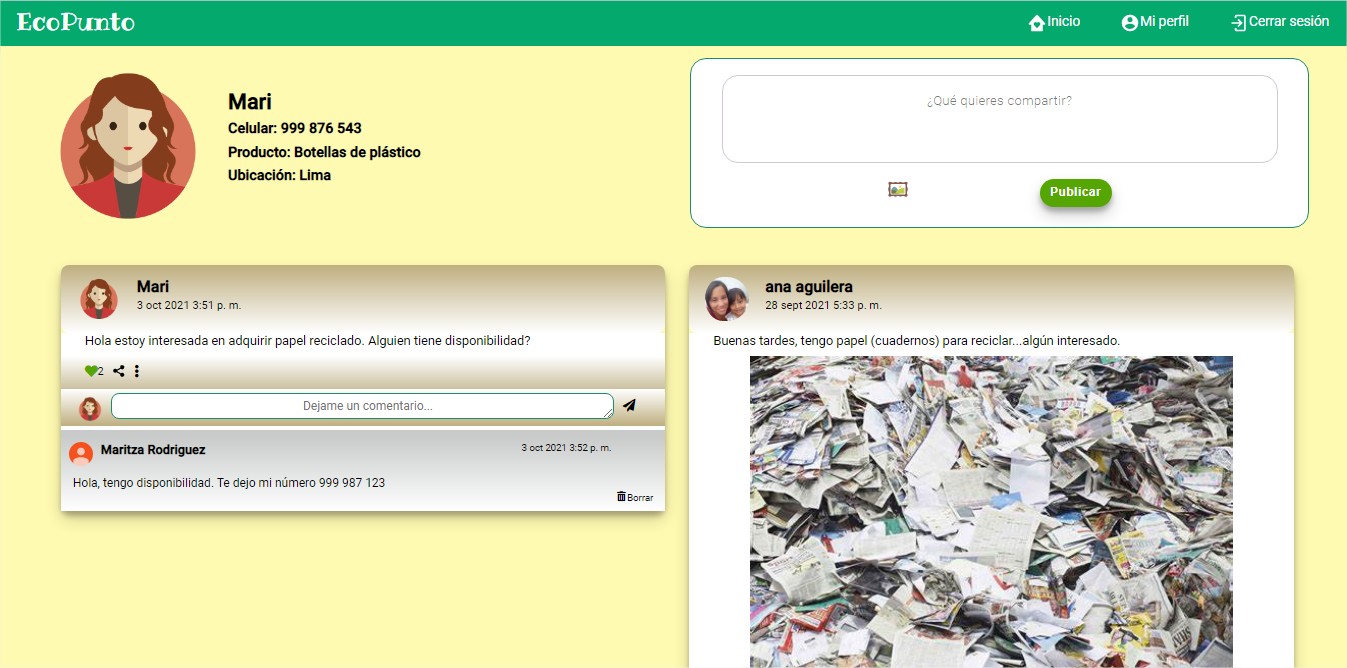 EcoPunto
Inicio
Mi perfil
Cerrar sesión
Mari
Celular: 999 876 543
Producto: Botellas de plástico
Ubicación: Lima
¿Qué quieres compartir?
Publicar
Mari
3 oct 2021 3:51 p. m.
Hola estoy interesada en adquirir papel reciclado. Alguien tiene disponibilidad?
2
Dejame un comentario...
Maritza Rodriguez
3 oct 2021 3:52 p. m.
Hola, tengo disponibilidad. Te dejo mi número 999 987 123
Borrar
ana aguilera
28 sept 2021 5:33 p. m.
Buenas tardes, tengo papel (cuadernos) para reciclar...algún interesado.